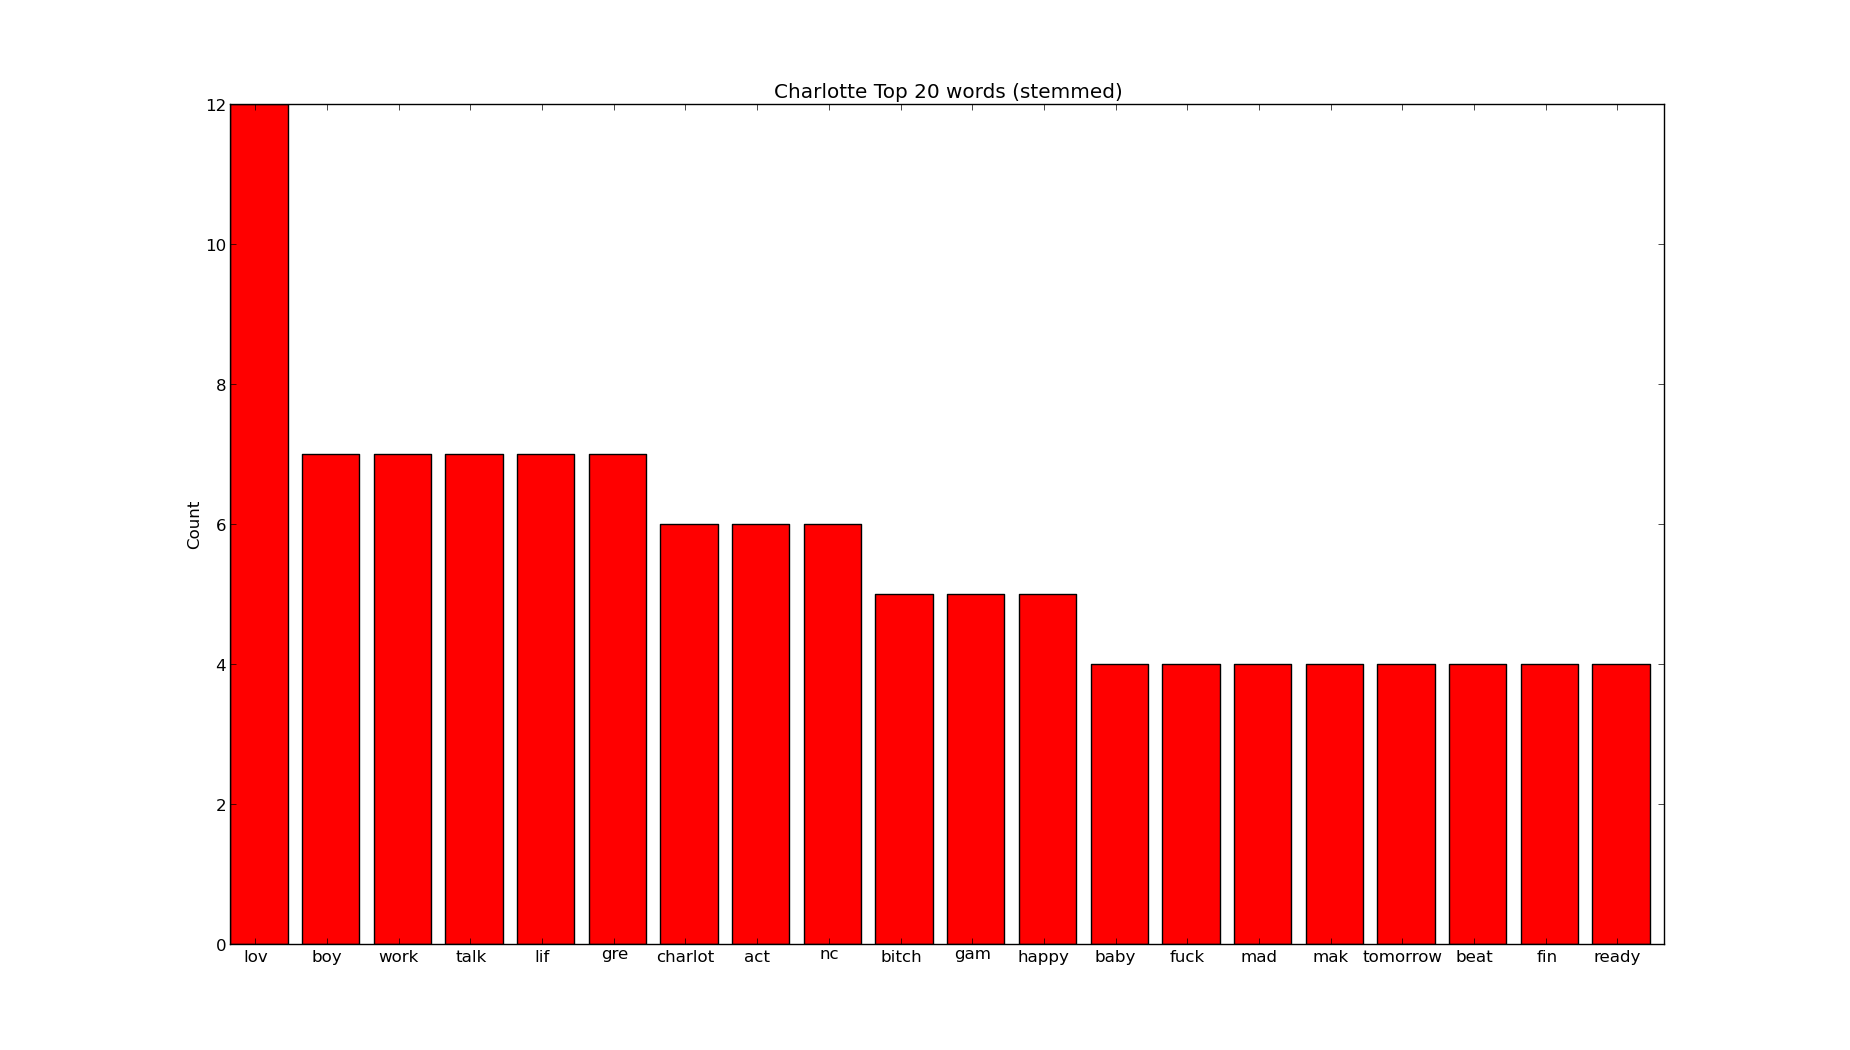 Charlotte Top 20 words (stemmed)
12
10
8
6
4
2
0
Count
lov boy work talk lif gre charlot act nc bitch gam happy baby fuck mad mak tomorrow beat fin ready